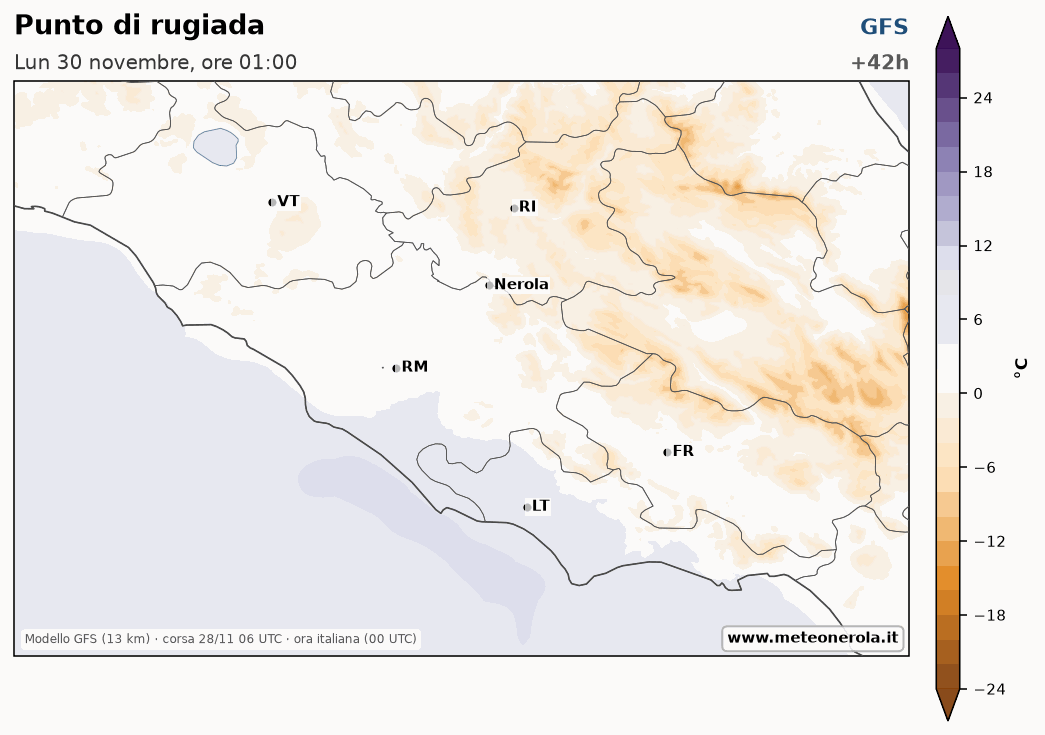 Punto di rugiada
GFS
Lun 30 novembre, ore 01:00
+42h
VT
RI
Nerola
RM
FR
LT
Modello GFS (13 km) · corsa 28/11 06 UTC · ora italiana (00 UTC)
www.meteonerola.it
24
18
12
6
0
−6
−12
−18
−24
°C